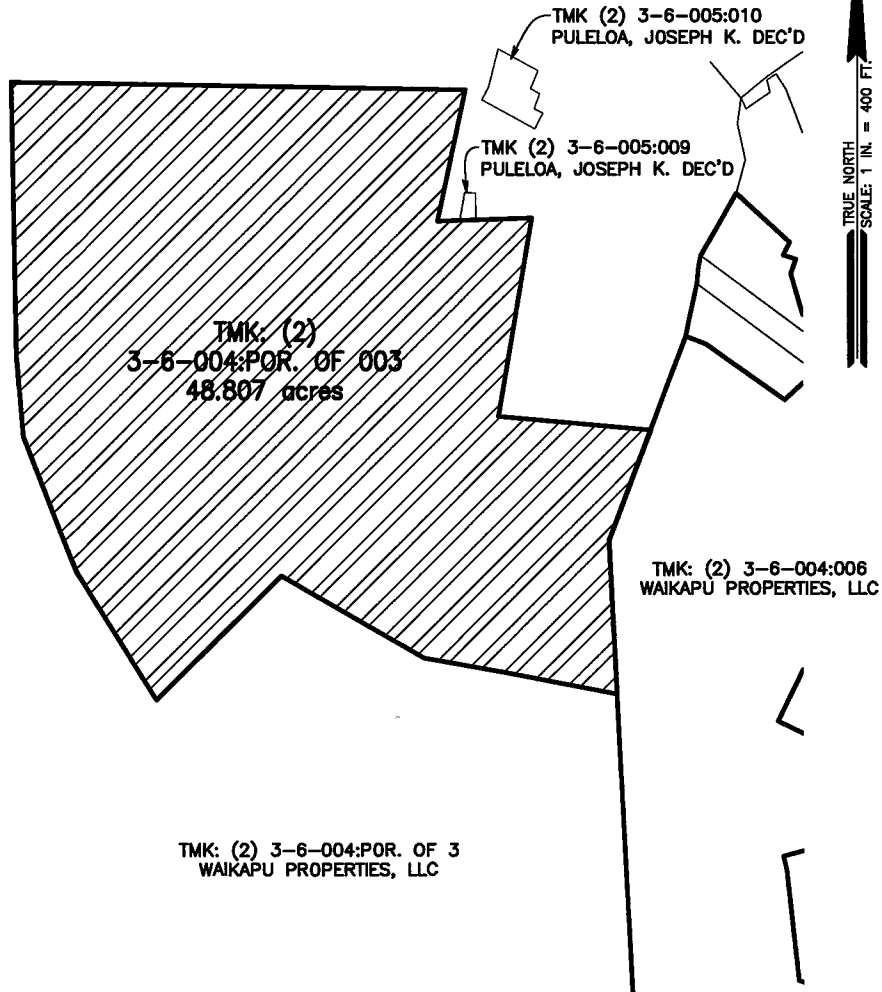 TMK (2) 3-6-005:010
PULELOA, JOSEPH K. DEC'D
TMK (2) 3-6-005:009
PULELOA, JOSEPH K. DEC'D
TRUE NORTH
SCALE: 1 IN. = 400 FT.
TMK: (2)
3-6-004:POR. OF 003
48.807 acres
TMK: (2) 3-6-004:006
WAIKAPU PROPERTIES, LLC
TMK: (2) 3-6-004:POR. OF 3
WAIKAPU PROPERTIES, LLC